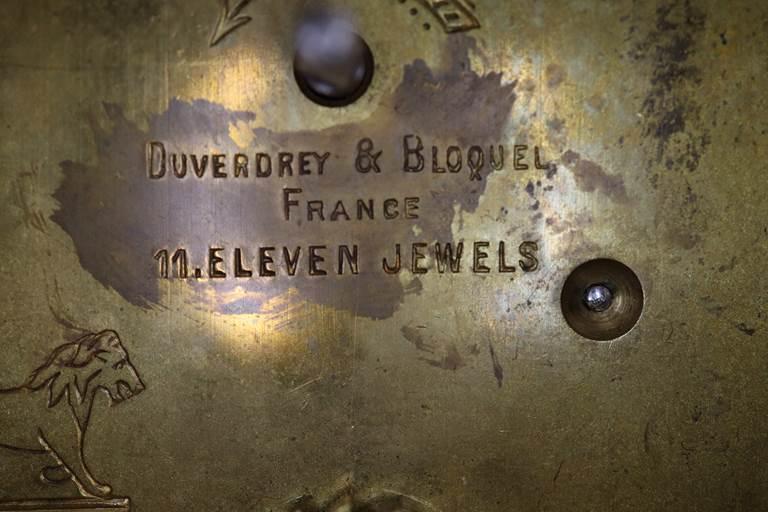 DUVERDREY & BLOQUEL
FRANCE
11. ELEVEN JEWELS